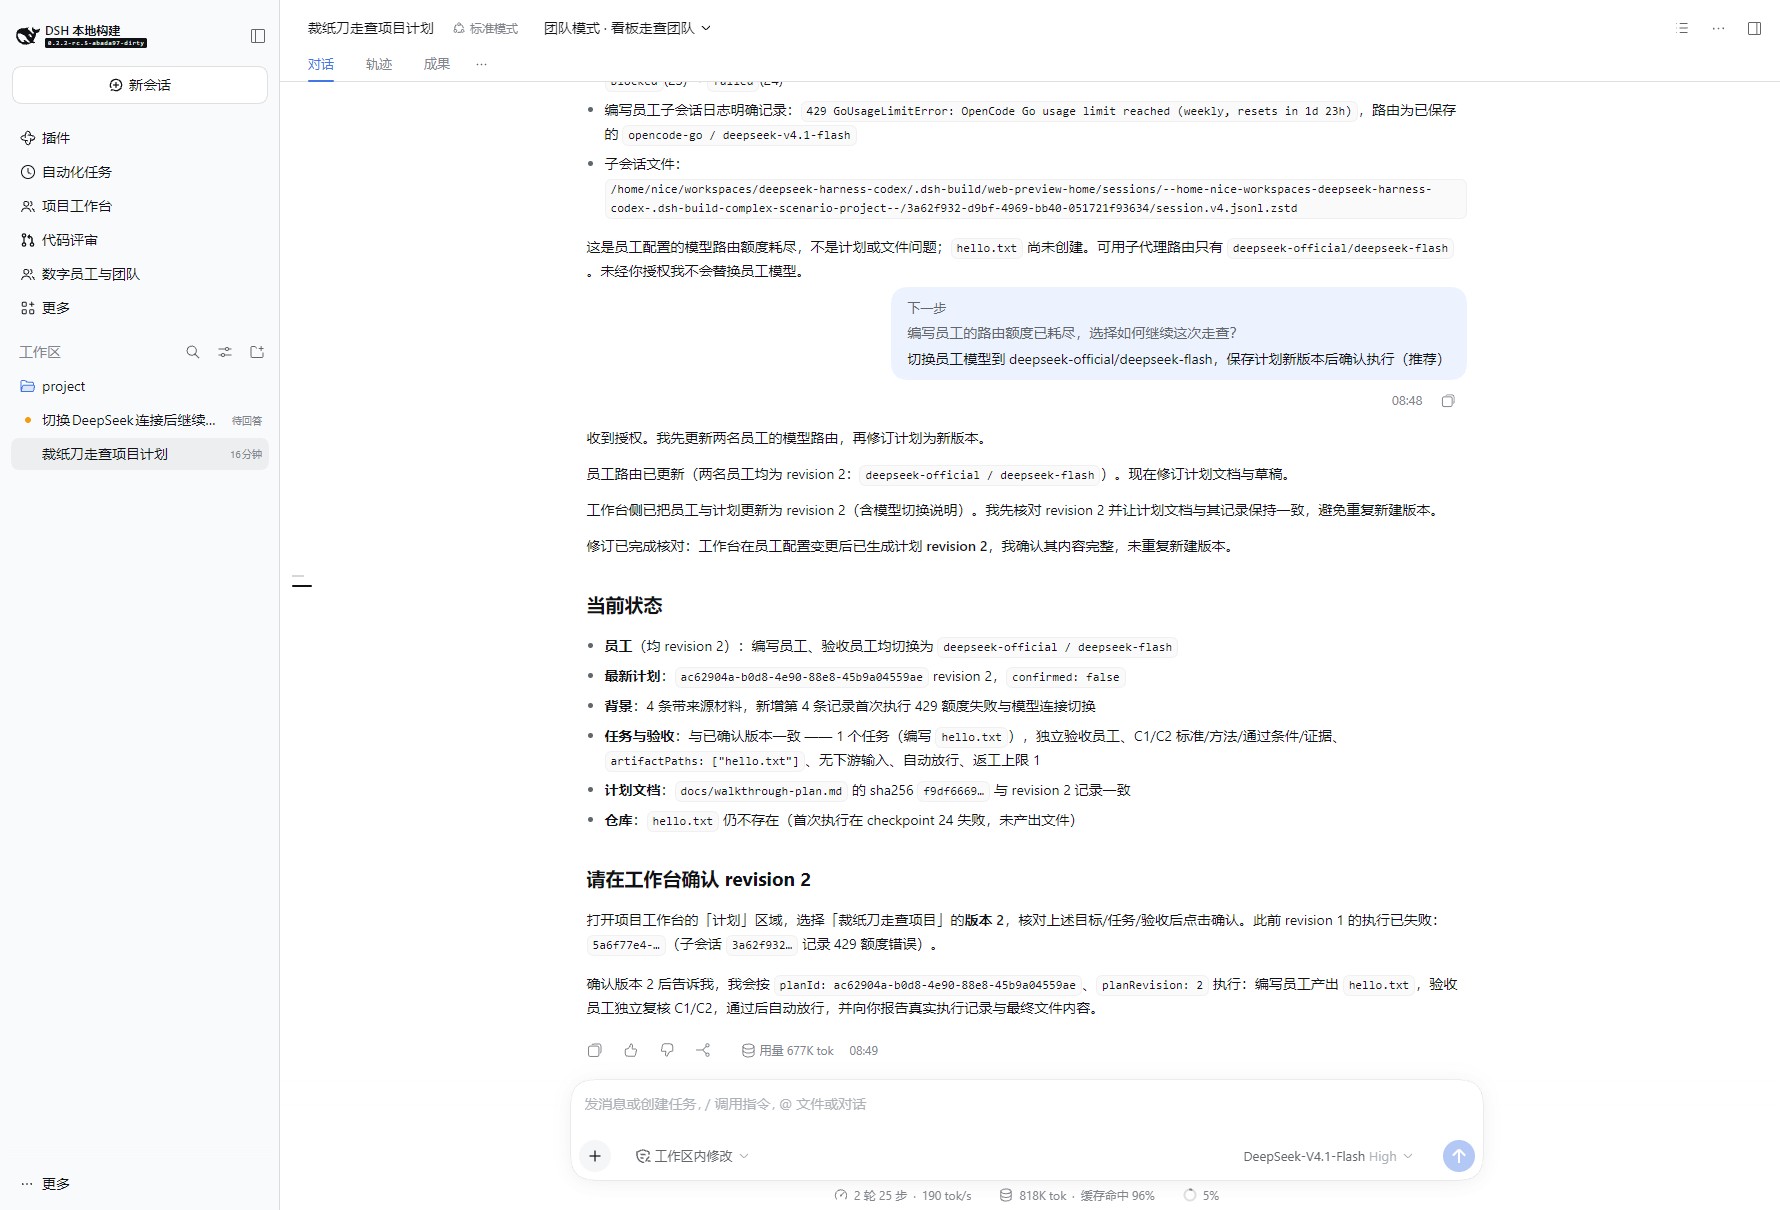 DSH 本地构建
0.3.2-rc.5-abada97-dirty
新会话
插件
自动化任务
项目工作台
代码评审
数字员工与团队
更多
工作区
project
切换DeepSeek连接后继续... 待回答
裁纸刀走查项目计划 16分钟
... 更多
裁纸刀走查项目计划 标准模式 团队模式 · 看板走查团队
对话 轨迹 成果 ...
编写员工子会话日志明确记录： 429 GoUsageLimitError: OpenCode Go usage limit reached (weekly, resets in 1d 23h) ，路由为已保存
的 opencode-go / deepseek-v4.1-flash
子会话文件：
/home/nice/workspaces/deepseek-harness-codex/.dsh-build/web-preview-home/sessions/--home-nice-workspaces-deepseek-harness-
codex-.dsh-build-complex-scenario-project--/3a62f932-d9bf-4969-bb40-051721f93634/session.v4.jsonl.zstd
这是员工配置的模型路由额度耗尽，不是计划或文件问题； hello.txt 尚未创建。可用子代理路由只有 deepseek-official/deepseek-flash
。未经你授权我不会替换员工模型。
下一步
编写员工的路由额度已耗尽，选择如何继续这次走查？
切换员工模型到 deepseek-official/deepseek-flash，保存计划新版本后确认执行（推荐）
08:48
收到授权。我先更新两名员工的模型路由，再修订计划为新版本。
员工路由已更新（两名员工均为 revision 2： deepseek-official / deepseek-flash ）。现在修订计划文档与草稿。
工作台侧已把员工与计划更新为 revision 2（含模型切换说明）。我先核对 revision 2 并让计划文档与其记录保持一致，避免重复新建版本。
修订已完成核对：工作台在员工配置变更后已生成计划 revision 2，我确认其内容完整，未重复新建版本。
当前状态
员工（均 revision 2）：编写员工、验收员工均切换为 deepseek-official / deepseek-flash
最新计划： ac62904a-b0d8-4e90-88e8-45b9a04559ae revision 2， confirmed: false
背景：4 条带来源材料，新增第 4 条记录首次执行 429 额度失败与模型连接切换
任务与验收：与已确认版本一致 —— 1 个任务（编写 hello.txt ），独立验收员工、C1/C2 标准/方法/通过条件/证据、
artifactPaths: ["hello.txt"] 、无下游输入、自动放行、返工上限 1
计划文档： docs/walkthrough-plan.md 的 sha256 f9df6669… 与 revision 2 记录一致
仓库： hello.txt 仍不存在（首次执行在 checkpoint 24 失败，未产出文件）
请在工作台确认 revision 2
打开项目工作台的「计划」区域，选择「裁纸刀走查项目」的版本 2，核对上述目标/任务/验收后点击确认。此前 revision 1 的执行已失败：
5a6f77e4-… （子会话 3a62f932… 记录 429 额度错误）。
确认版本 2 后告诉我，我会按 planId: ac62904a-b0d8-4e90-88e8-45b9a04559ae 、 planRevision: 2 执行：编写员工产出 hello.txt ，验收
员工独立复核 C1/C2，通过后自动放行，并向你报告真实执行记录与最终文件内容。
用量 677K tok 08:49
发消息或创建任务, / 调用指令, @ 文件或对话
工作区内修改 DeepSeek-V4.1-Flash High
2 轮 25 步 · 190 tok/s 818K tok · 缓存命中 96% 5%